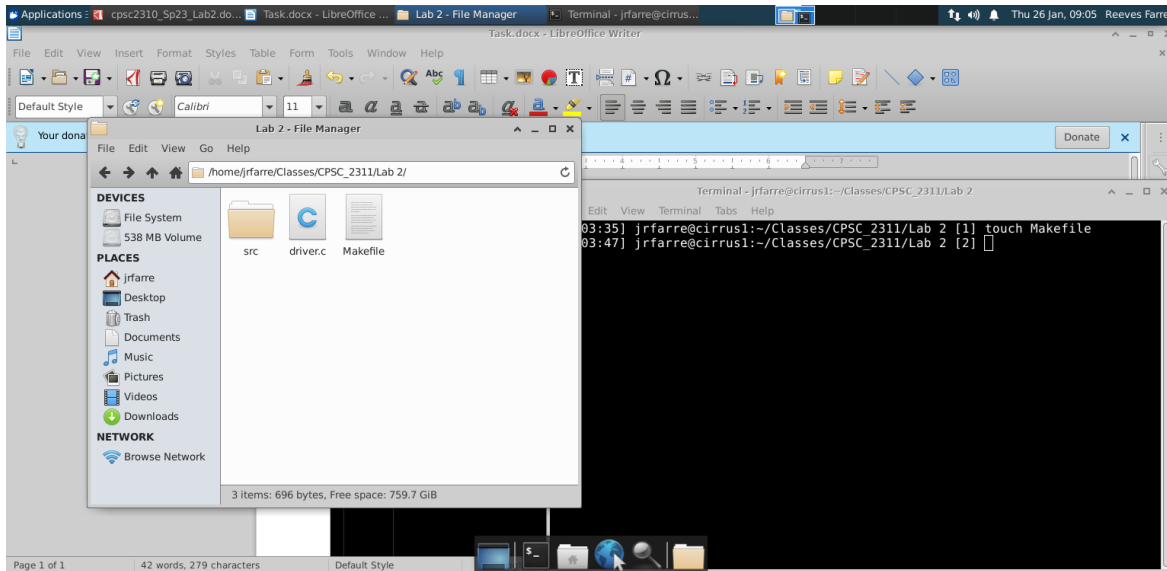 Applications
cpsc2310_Sp23_Lab2.do...
Task.docx - LibreOffice ...
Lab 2 - File Manager
Terminal - jrfarre@cirrus...
Thu 26 Jan, 09:05 Reeves Farre
Task.docx - LibreOffice Writer
File Edit View Insert Format Styles Table Form Tools Window Help
Default Style
Calibri
11
Your dona
Donate
Lab 2 - File Manager
File Edit View Go Help
/home/jrfarre/Classes/CPSC_2311/Lab 2/
DEVICES
File System
538 MB Volume
PLACES
jrfarre
Desktop
Trash
Documents
Music
Pictures
Videos
Downloads
NETWORK
Browse Network
src
driver.c
Makefile
3 items: 696 bytes, Free space: 759.7 GiB
4 5 6 7
Terminal - jrfarre@cirrus1:~/Classes/CPSC_2311/Lab 2
Edit View Terminal Tabs Help
03:35] jrfarre@cirrus1:~/Classes/CPSC_2311/Lab 2 [1] touch Makefile
03:47] jrfarre@cirrus1:~/Classes/CPSC_2311/Lab 2 [2]
Page 1 of 1
42 words, 279 characters
Default Style